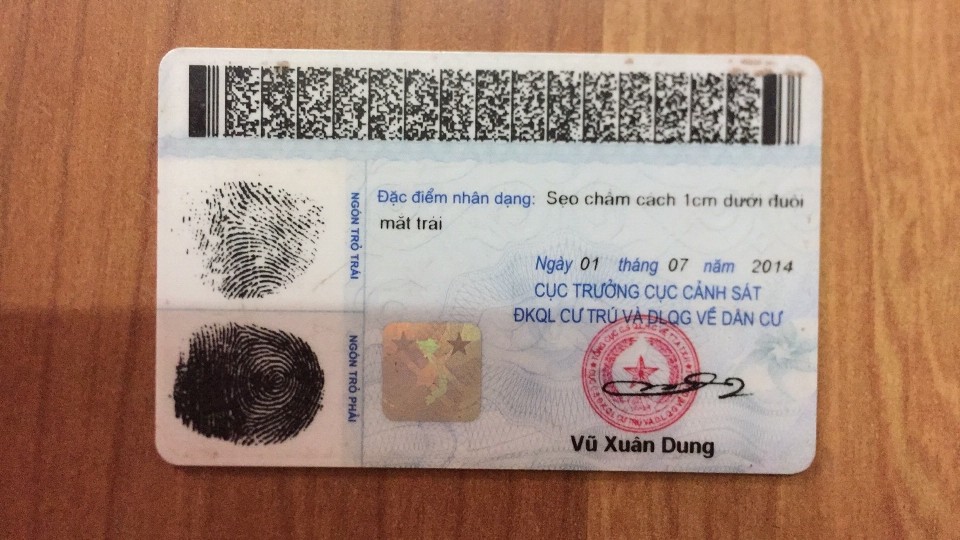 Đặc điểm nhân dạng: Sẹo chấm cách 1cm dưới đuôi
mắt trái
NGÓN TRỎ TRÁI
Ngày 01 tháng 07 năm 2014
CỤC TRƯỞNG CỤC CẢNH SÁT
ĐKQL CƯ TRÚ VÀ DLQG VỀ DÂN CƯ
NGÓN TRỎ PHẢI
Vũ Xuân Dung